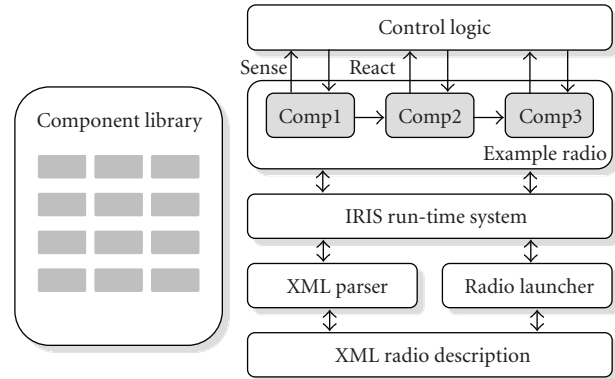 Control logic
Sense
React
Component library
Comp1
Comp2
Comp3
Example radio
IRIS run-time system
XML parser
Radio launcher
XML radio description